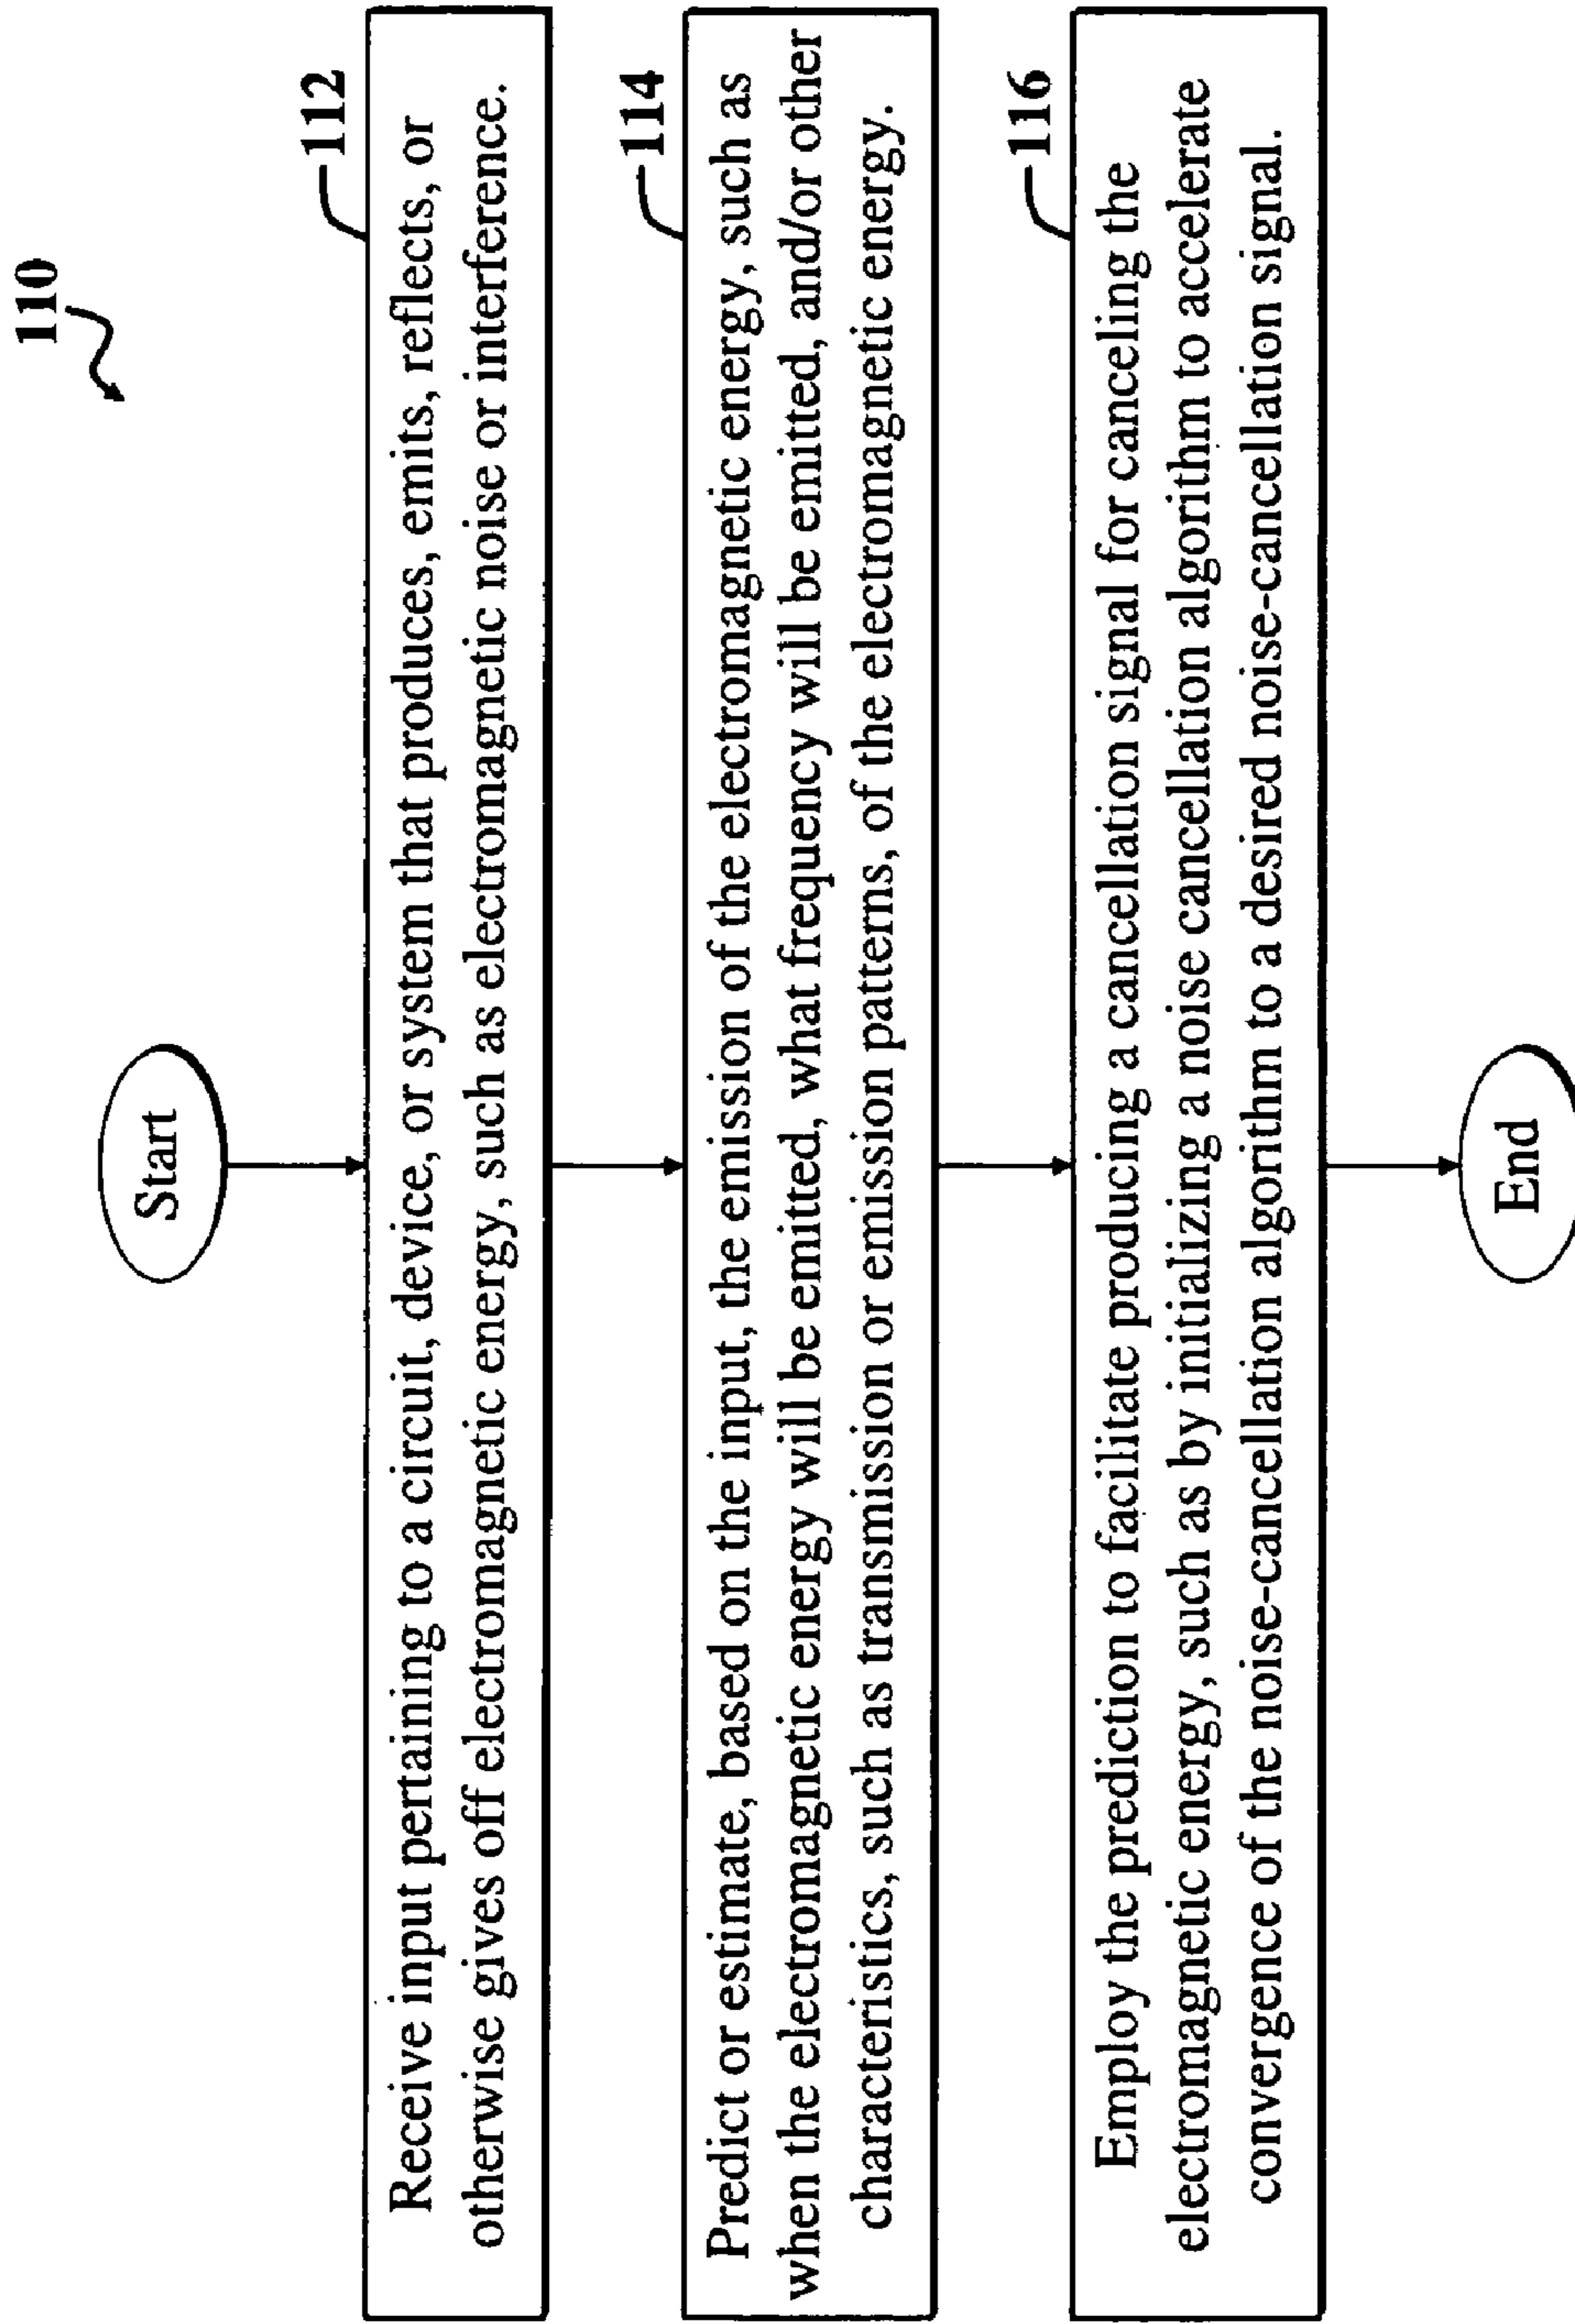 110
Start
112
Receive input pertaining to a circuit, device, or system that produces, emits, reflects, or
otherwise gives off electromagnetic energy, such as electromagnetic noise or interference.
114
Predict or estimate, based on the input, the emission of the electromagnetic energy, such as
when the electromagnetic energy will be emitted, what frequency will be emitted, and/or other
characteristics, such as transmission or emission patterns, of the electromagnetic energy.
116
Employ the prediction to facilitate producing a cancellation signal for canceling the
electromagnetic energy, such as by initializing a noise cancellation algorithm to accelerate
convergence of the noise-cancellation algorithm to a desired noise-cancellation signal.
End